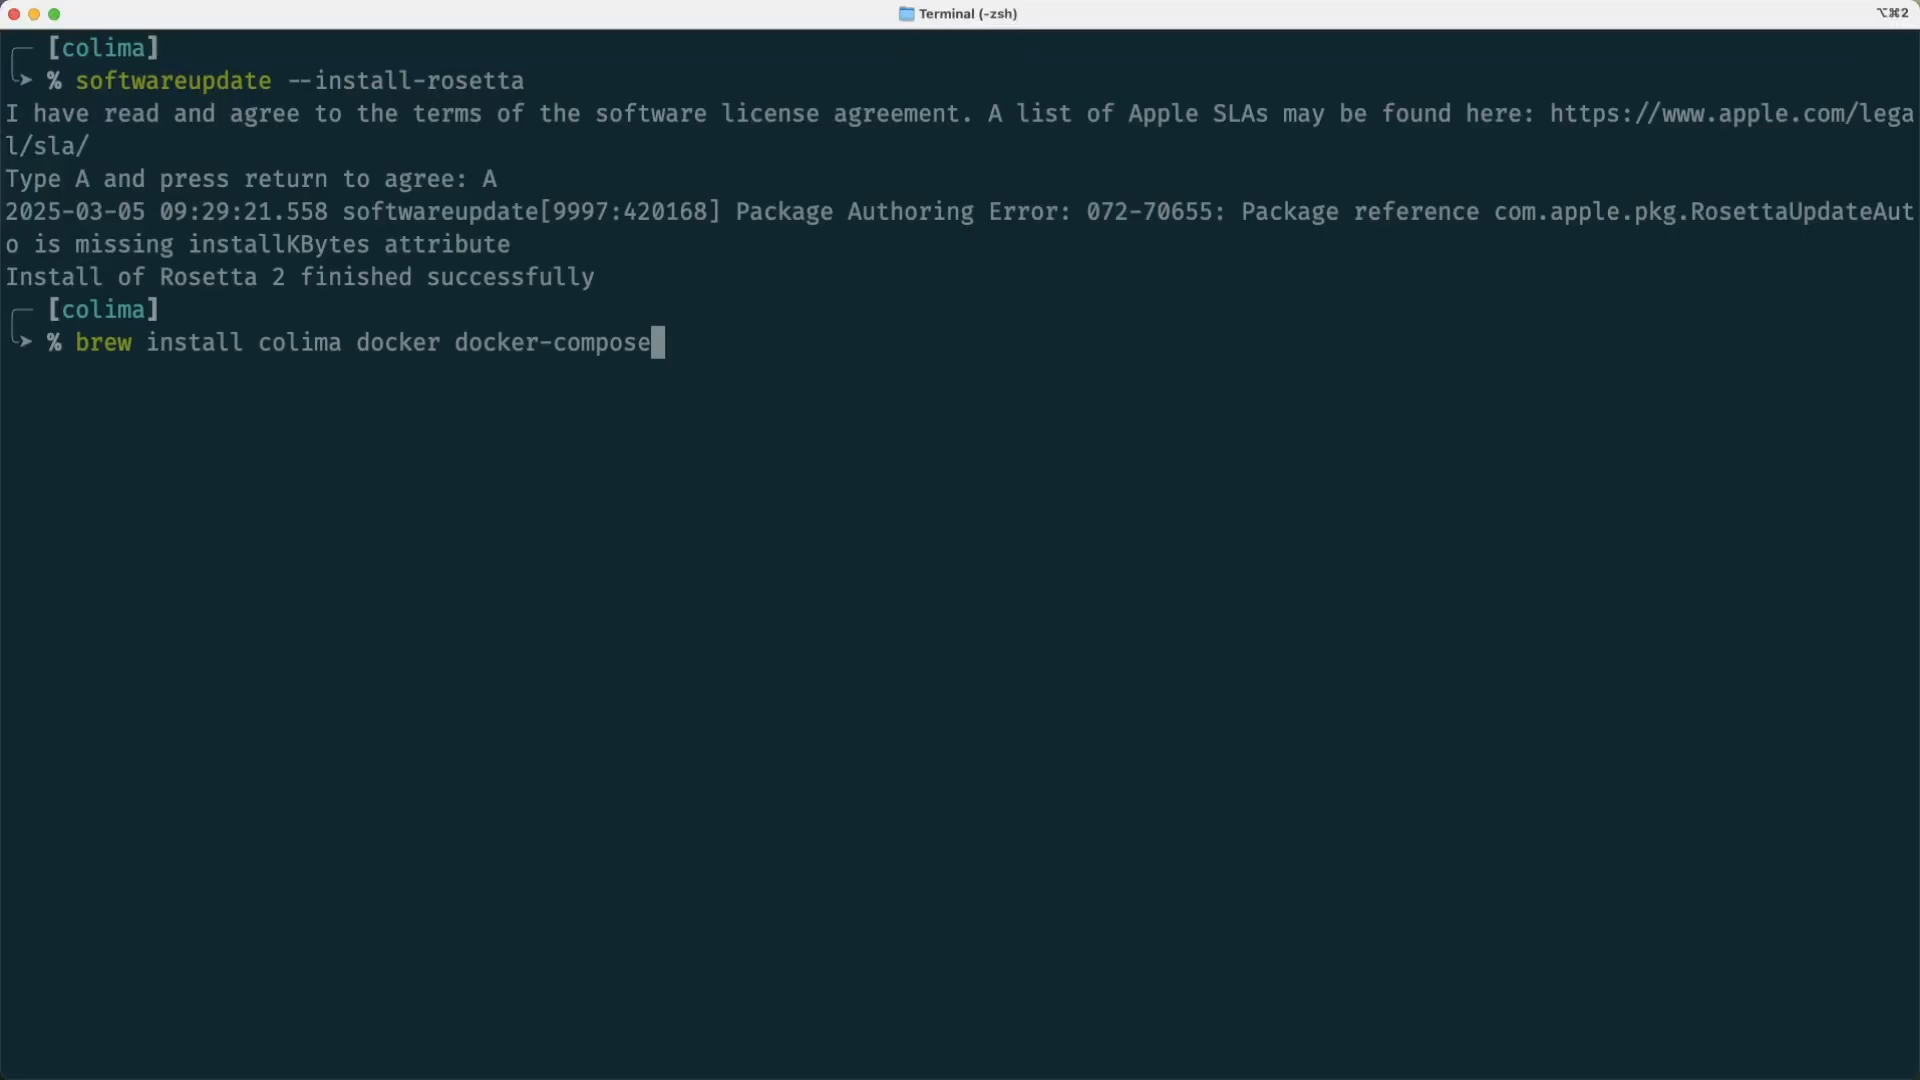 Terminal (-zsh)
⌥⌘2
[colima]
% softwareupdate --install-rosetta
I have read and agree to the terms of the software license agreement. A list of Apple SLAs may be found here: https://www.apple.com/lega
l/sla/
Type A and press return to agree: A
2025-03-05 09:29:21.558 softwareupdate[9997:420168] Package Authoring Error: 072-70655: Package reference com.apple.pkg.RosettaUpdateAut
o is missing installKBytes attribute
Install of Rosetta 2 finished successfully
[colima]
% brew install colima docker docker-compose